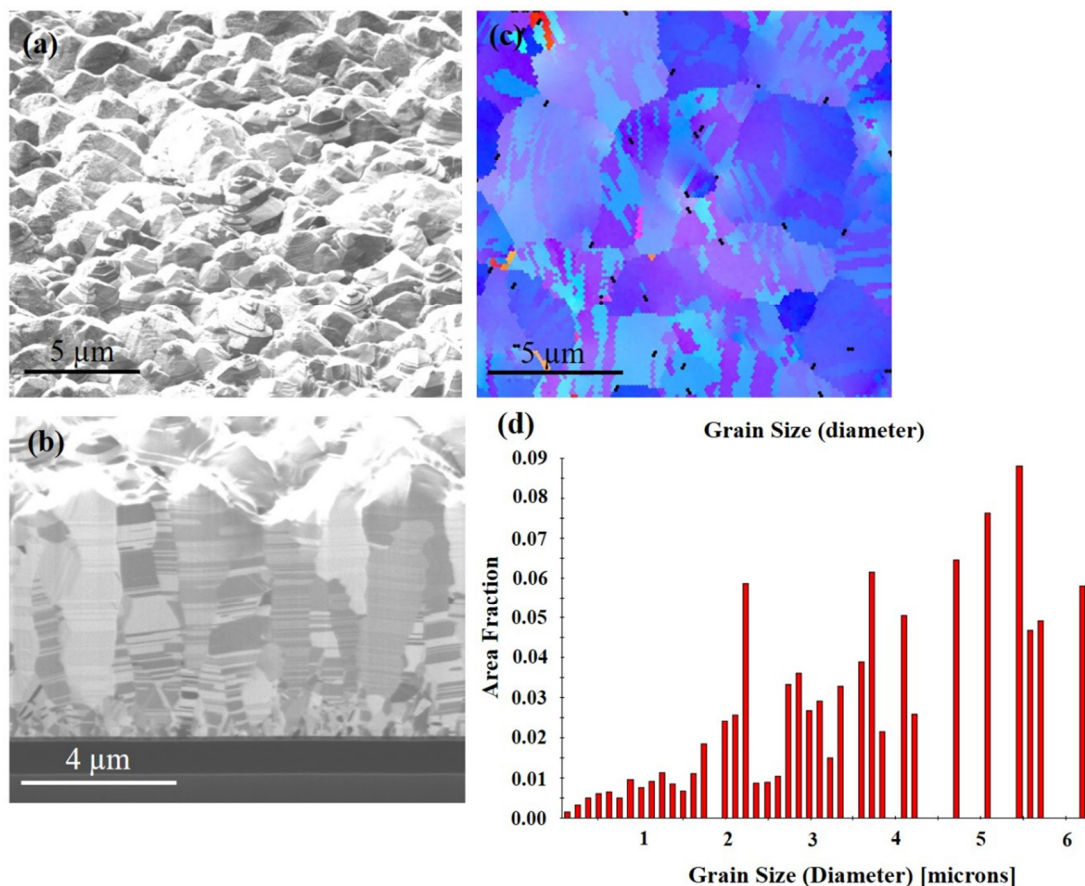 (a)
5 µm
(b)
4 µm
(c)
5 µm
(d)
Grain Size (diameter)
Area Fraction
0.09
0.08
0.07
0.06
0.05
0.04
0.03
0.02
0.01
0.00
1 2 3 4 5 6
Grain Size (Diameter) [microns]